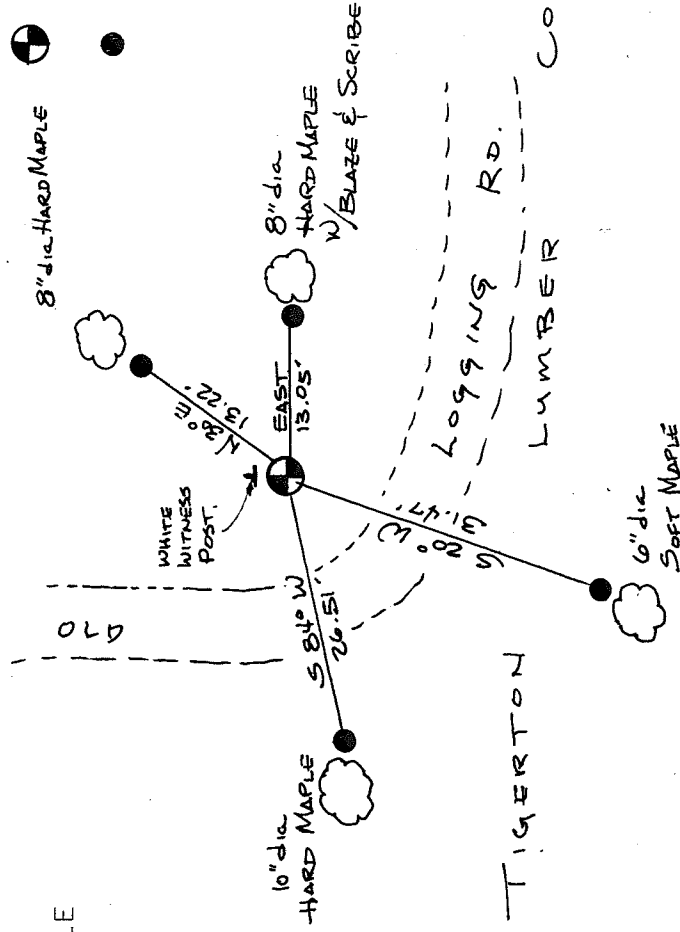 8"dia HARD MAPLE
8"dia
HARD MAPLE
W/BLAZE & SCRIBE
N 38° E
13.22'
EAST
13.05'
WHITE
WITNESS
POST.
OLD
LOGGING RD.
S 84° W
26.51
S 20° W
31.47'
10"dia
HARD MAPLE
6"dia
SOFT MAPLE
TIGERTON LUMBER CO
LE